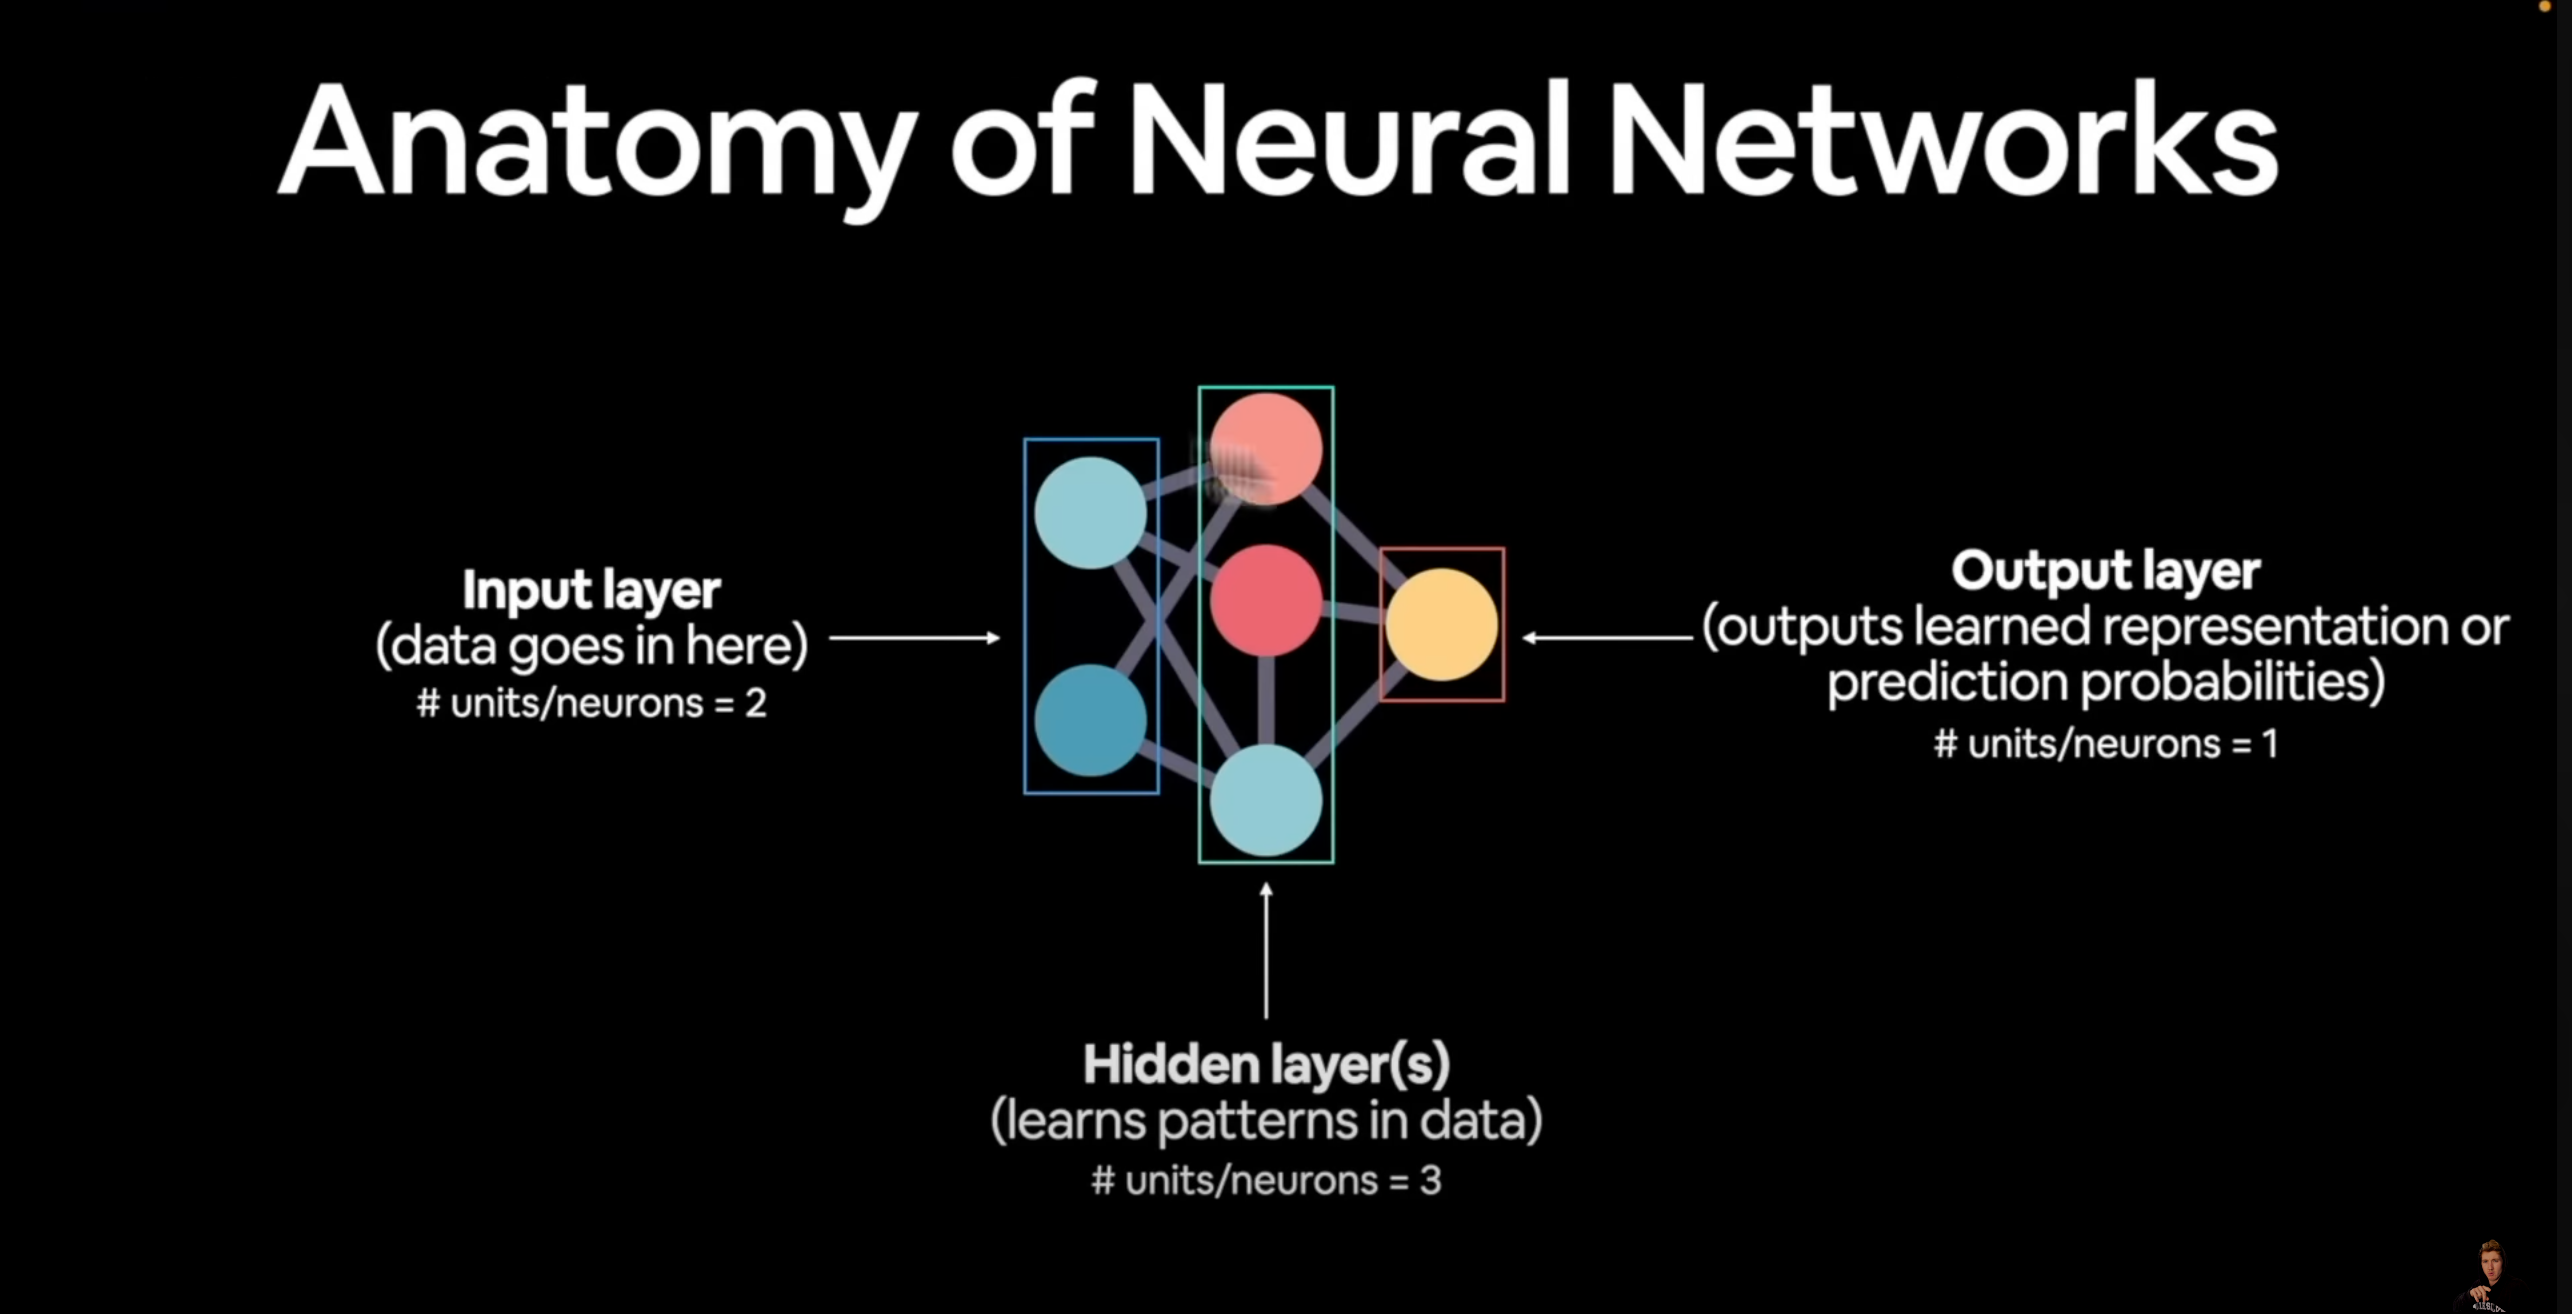 Anatomy of Neural Networks
Input layer
(data goes in here)
# units/neurons = 2
Output layer
(outputs learned representation or
prediction probabilities)
# units/neurons = 1
Hidden layer(s)
(learns patterns in data)
# units/neurons = 3